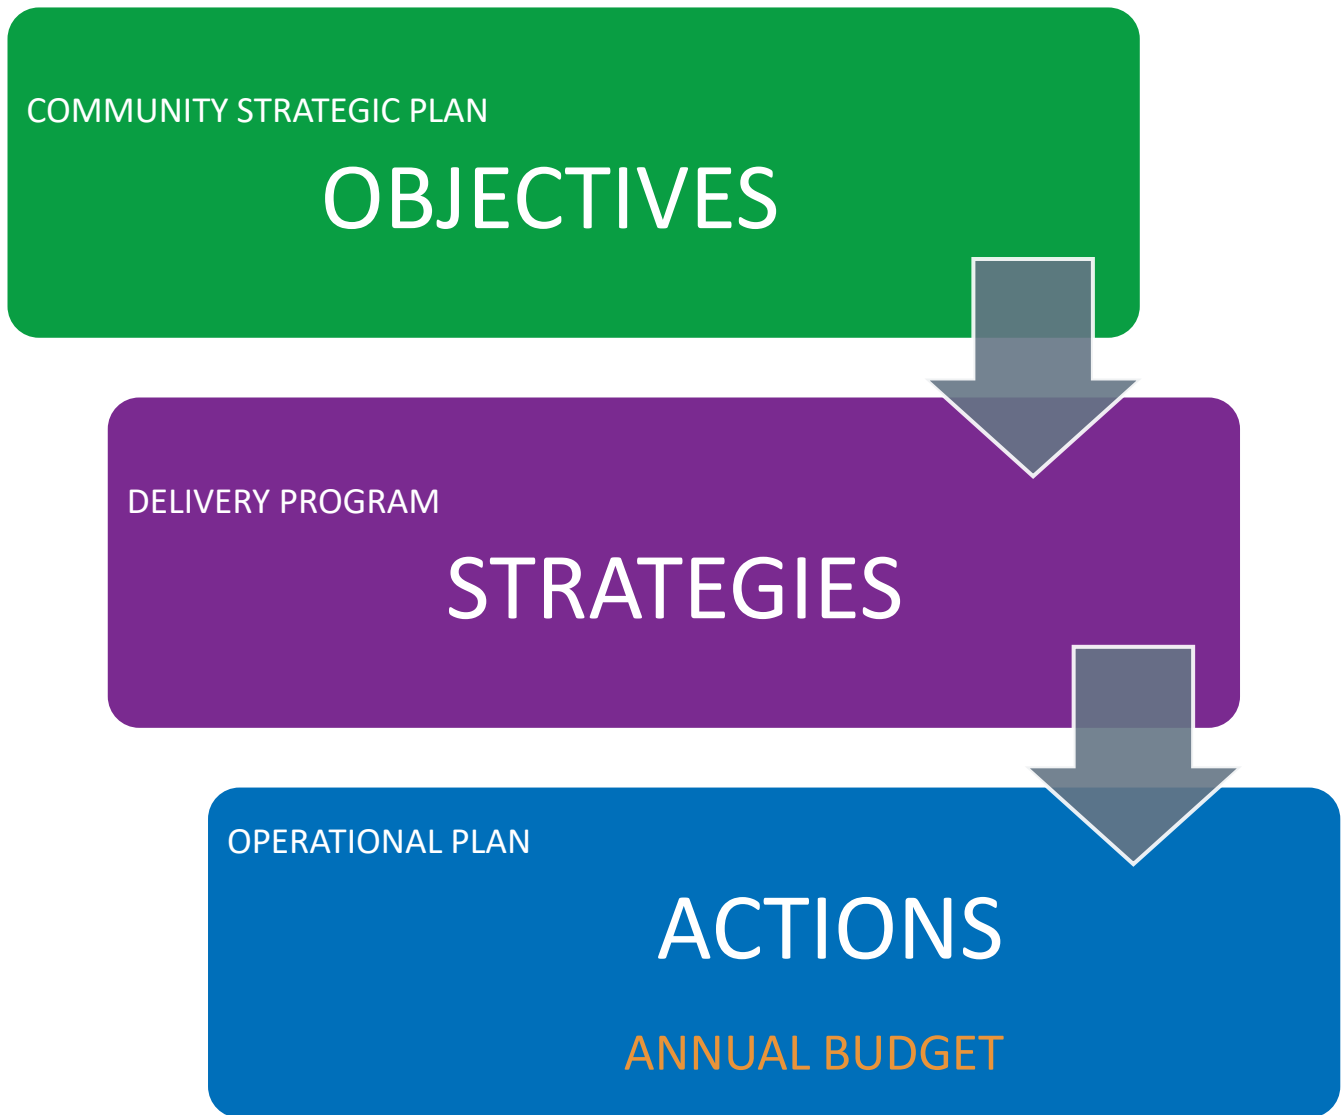 COMMUNITY STRATEGIC PLAN
OBJECTIVES
DELIVERY PROGRAM
STRATEGIES
OPERATIONAL PLAN
ACTIONS
ANNUAL BUDGET